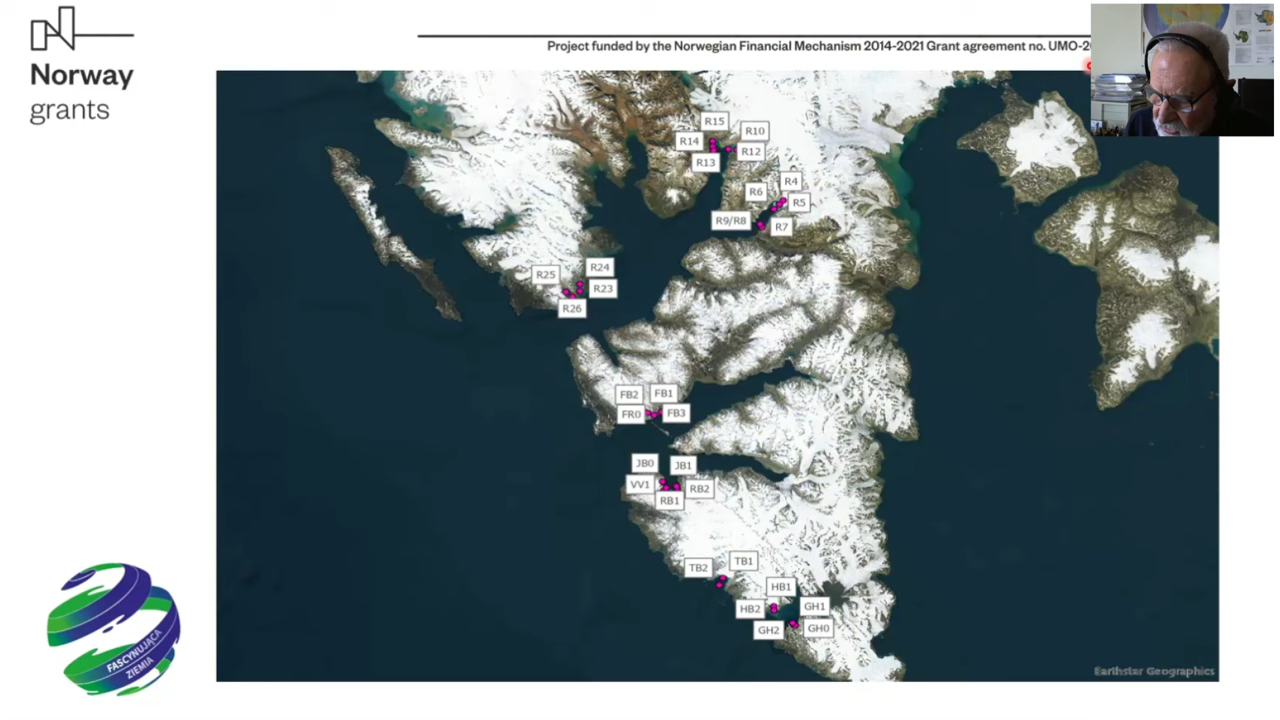 Norway
grants
Project funded by the Norwegian Financial Mechanism 2014-2021 Grant agreement no. UMO-2
R15
R10
R14
R12
R13
R4
R6
R5
R9/R8
R7
R24
R25
R23
R26
FB2
FB1
FR0
FB3
JB0
JB1
VV1
RB2
RB1
TB1
TB2
HB1
HB2
GH1
GH2
GH0
FASCYNUJĄCA
ZIEMIA
Earthstar Geographics